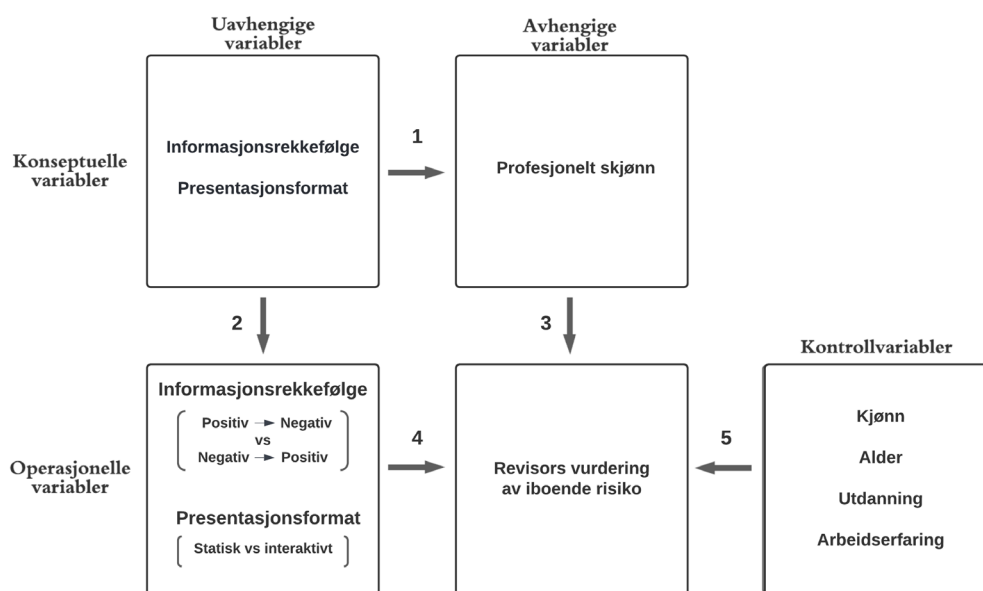 Uavhengige
variabler
Avhengige
variabler
Konseptuelle
variabler
Informasjonsrekkefølge
Presentasjonsformat
1
Profesjonelt skjønn
2
3
Kontrollvariabler
Operasjonelle
variabler
Informasjonsrekkefølge
Positiv → Negativ
vs
Negativ → Positiv
Presentasjonsformat
Statisk vs interaktivt
4
Revisors vurdering
av iboende risiko
5
Kjønn
Alder
Utdanning
Arbeidserfaring